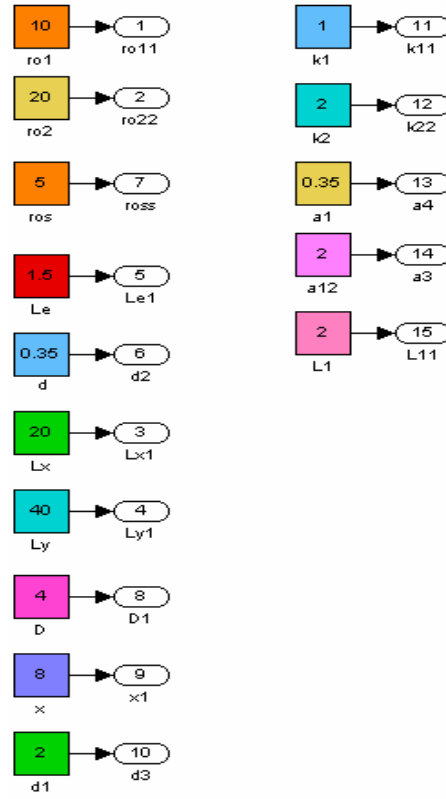 10 1
ro1 ro11
20 2
ro2 ro22
5 7
ros ross
1.5 5
Le Le1
0.35 6
d d2
20 3
Lx Lx1
40 4
Ly Ly1
4 8
D D1
8 9
x x1
2 10
d1 d3
1 11
k1 k11
2 12
k2 k22
0.35 13
a1 a4
2 14
a12 a3
2 15
L1 L11